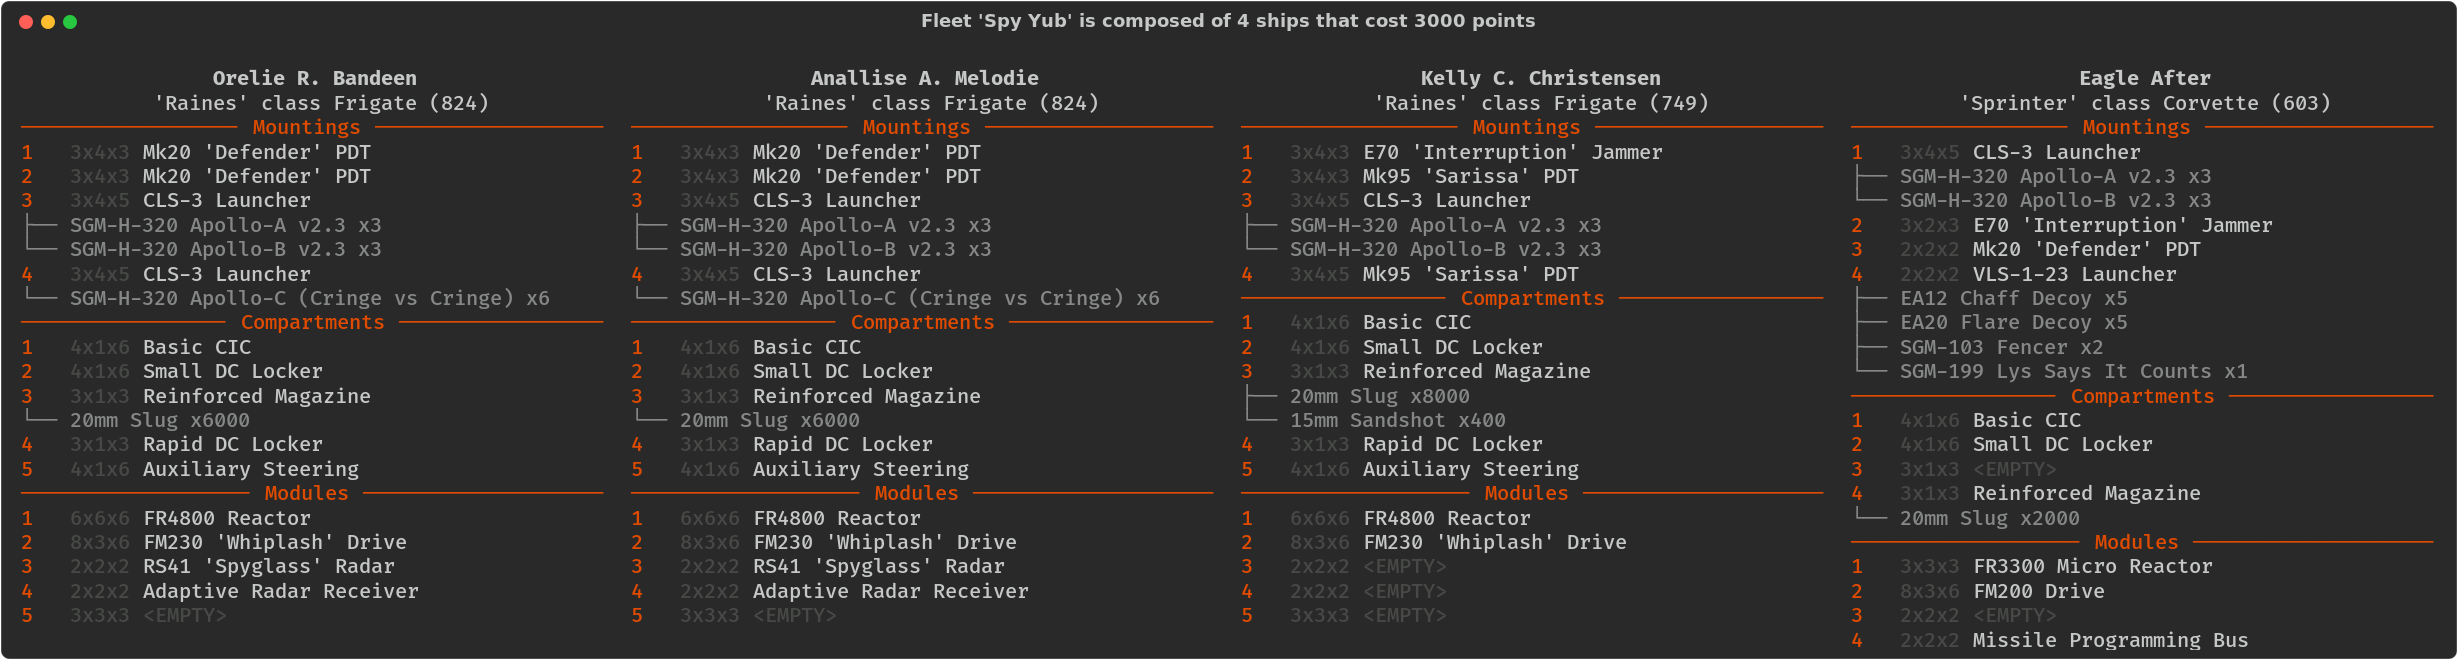 Fleet 'Spy Yub' is composed of 4 ships that cost 3000 points
Orelie R. Bandeen
'Raines' class Frigate (824)
Mountings
1 3x4x3 Mk20 'Defender' PDT
2 3x4x3 Mk20 'Defender' PDT
3 3x4x5 CLS-3 Launcher
├── SGM-H-320 Apollo-A v2.3 x3
└── SGM-H-320 Apollo-B v2.3 x3
4 3x4x5 CLS-3 Launcher
└── SGM-H-320 Apollo-C (Cringe vs Cringe) x6
Compartments
1 4x1x6 Basic CIC
2 4x1x6 Small DC Locker
3 3x1x3 Reinforced Magazine
└── 20mm Slug x6000
4 3x1x3 Rapid DC Locker
5 4x1x6 Auxiliary Steering
Modules
1 6x6x6 FR4800 Reactor
2 8x3x6 FM230 'Whiplash' Drive
3 2x2x2 RS41 'Spyglass' Radar
4 2x2x2 Adaptive Radar Receiver
5 3x3x3 <EMPTY>
Anallise A. Melodie
'Raines' class Frigate (824)
Mountings
1 3x4x3 Mk20 'Defender' PDT
2 3x4x3 Mk20 'Defender' PDT
3 3x4x5 CLS-3 Launcher
├── SGM-H-320 Apollo-A v2.3 x3
└── SGM-H-320 Apollo-B v2.3 x3
4 3x4x5 CLS-3 Launcher
└── SGM-H-320 Apollo-C (Cringe vs Cringe) x6
Compartments
1 4x1x6 Basic CIC
2 4x1x6 Small DC Locker
3 3x1x3 Reinforced Magazine
└── 20mm Slug x6000
4 3x1x3 Rapid DC Locker
5 4x1x6 Auxiliary Steering
Modules
1 6x6x6 FR4800 Reactor
2 8x3x6 FM230 'Whiplash' Drive
3 2x2x2 RS41 'Spyglass' Radar
4 2x2x2 Adaptive Radar Receiver
5 3x3x3 <EMPTY>
Kelly C. Christensen
'Raines' class Frigate (749)
Mountings
1 3x4x3 E70 'Interruption' Jammer
2 3x4x3 Mk95 'Sarissa' PDT
3 3x4x5 CLS-3 Launcher
├── SGM-H-320 Apollo-A v2.3 x3
└── SGM-H-320 Apollo-B v2.3 x3
4 3x4x5 Mk95 'Sarissa' PDT
Compartments
1 4x1x6 Basic CIC
2 4x1x6 Small DC Locker
3 3x1x3 Reinforced Magazine
├── 20mm Slug x8000
└── 15mm Sandshot x400
4 3x1x3 Rapid DC Locker
5 4x1x6 Auxiliary Steering
Modules
1 6x6x6 FR4800 Reactor
2 8x3x6 FM230 'Whiplash' Drive
3 2x2x2 <EMPTY>
4 2x2x2 <EMPTY>
5 3x3x3 <EMPTY>
Eagle After
'Sprinter' class Corvette (603)
Mountings
1 3x4x5 CLS-3 Launcher
├── SGM-H-320 Apollo-A v2.3 x3
└── SGM-H-320 Apollo-B v2.3 x3
2 3x2x3 E70 'Interruption' Jammer
3 2x2x2 Mk20 'Defender' PDT
4 2x2x2 VLS-1-23 Launcher
├── EA12 Chaff Decoy x5
├── EA20 Flare Decoy x5
├── SGM-103 Fencer x2
└── SGM-199 Lys Says It Counts x1
Compartments
1 4x1x6 Basic CIC
2 4x1x6 Small DC Locker
3 3x1x3 <EMPTY>
4 3x1x3 Reinforced Magazine
└── 20mm Slug x2000
Modules
1 3x3x3 FR3300 Micro Reactor
2 8x3x6 FM200 Drive
3 2x2x2 <EMPTY>
4 2x2x2 Missile Programming Bus